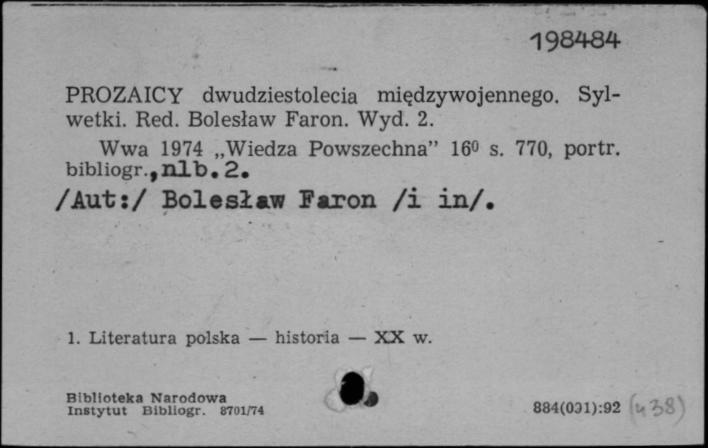 198484
PROZAICY dwudziestolecia międzywojennego. Syl-
wetki. Red. Bolesław Faron. Wyd. 2.
Wwa 1974 „Wiedza Powszechna” 16⁰ s. 770, portr.
bibliogr., nlb. 2.
/Aut:/ Bolesław Faron /i in/.
1. Literatura polska — historia — XX w.
Biblioteka Narodowa
Instytut Bibliogr. 8701/74
884(091):92 (438)